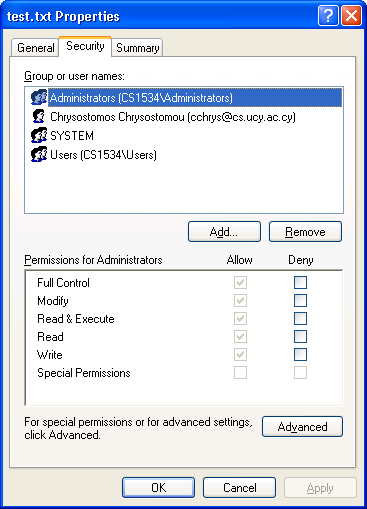 test.txt Properties
General Security Summary
Group or user names:
Administrators (CS1534\Administrators)
Chrysostomos Chrysostomou (cchrys@cs.ucy.ac.cy)
SYSTEM
Users (CS1534\Users)
Add... Remove
Permissions for Administrators Allow Deny
Full Control
Modify
Read & Execute
Read
Write
Special Permissions
For special permissions or for advanced settings,
click Advanced.
Advanced
OK Cancel Apply